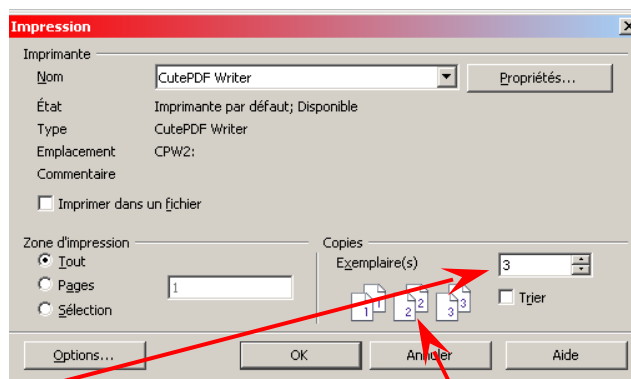 Impression
Imprimante
Nom CutePDF Writer Propriétés...
État Imprimante par défaut; Disponible
Type CutePDF Writer
Emplacement CPW2:
Commentaire
Imprimer dans un fichier
Zone d'impression
Tout
Pages 1
Sélection
Copies
Exemplaire(s) 3
1 1 2 2 3 3 Trier
Options... OK Annuler Aide